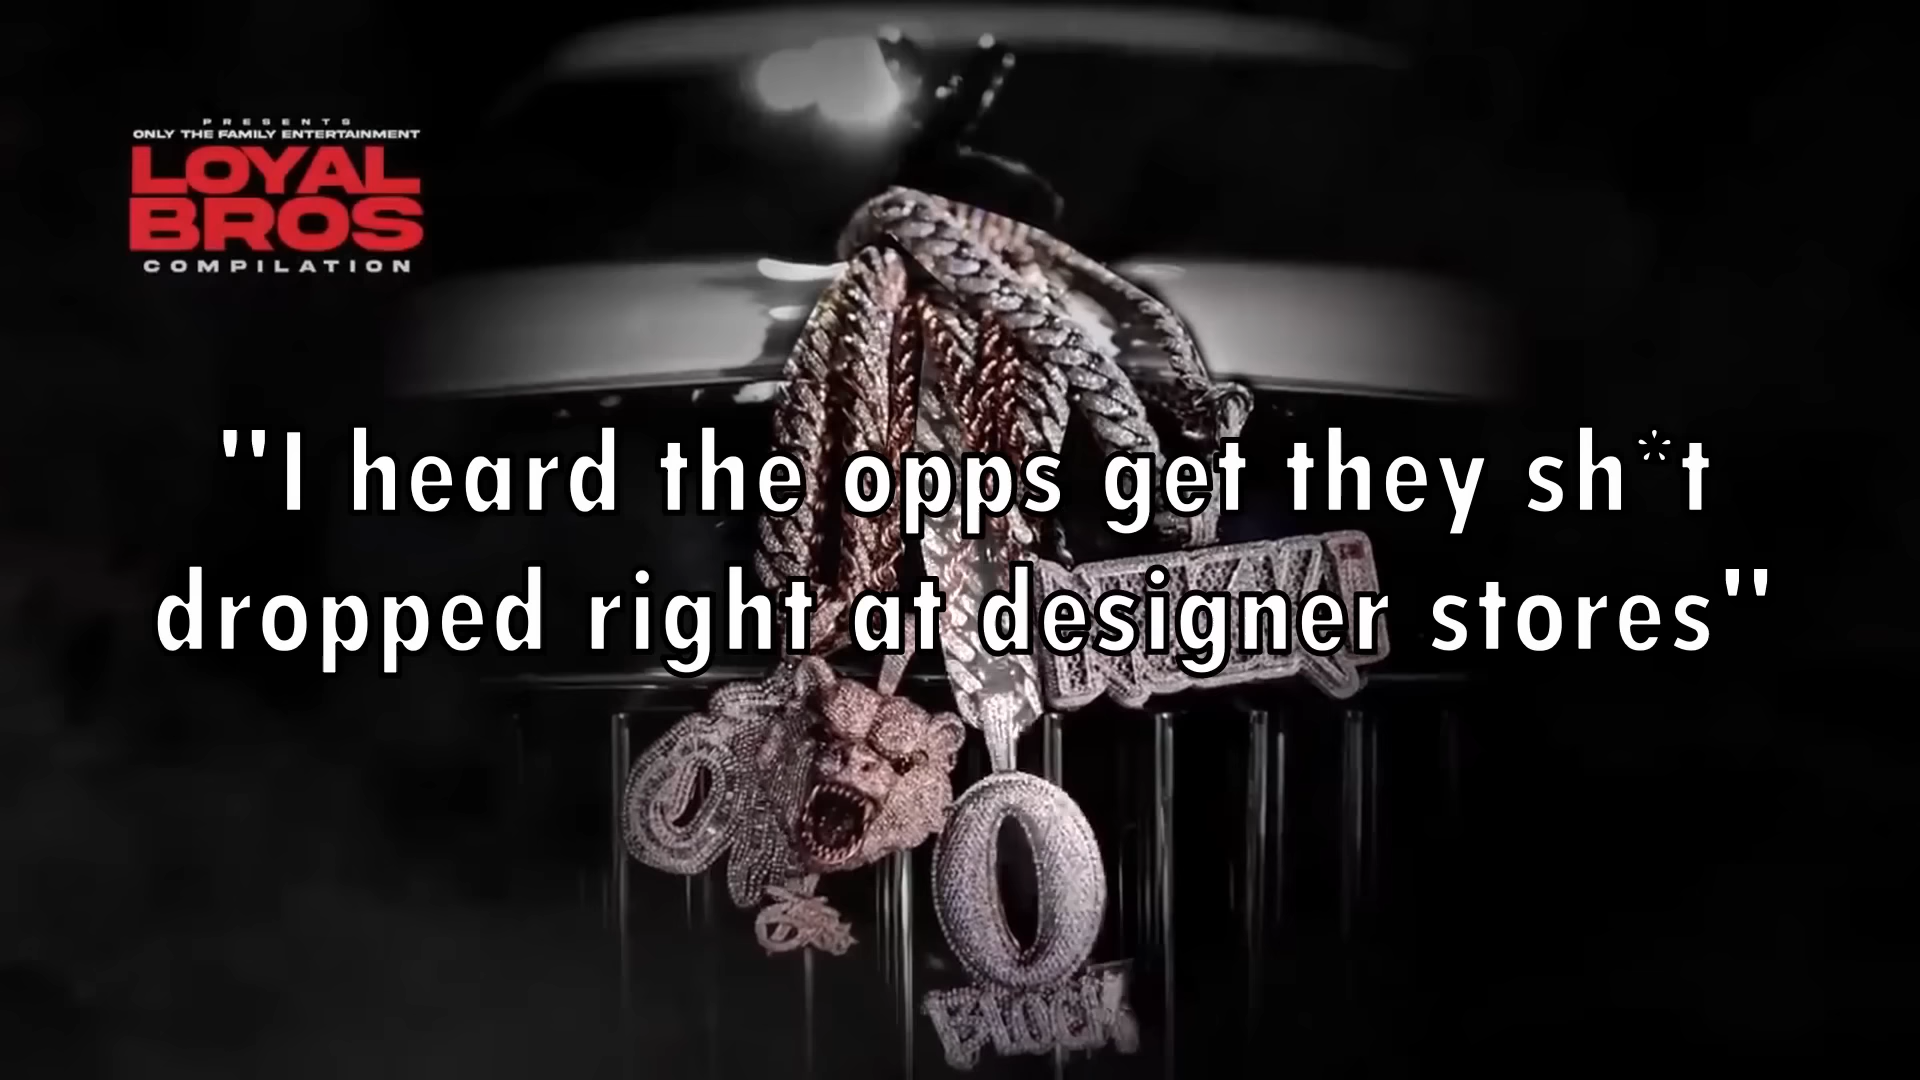 PRESENTS
ONLY THE FAMILY ENTERTAINMENT
LOYAL
BROS
COMPILATION
"I heard the opps get they sh*t
dropped right at designer stores"
O
BLOCK